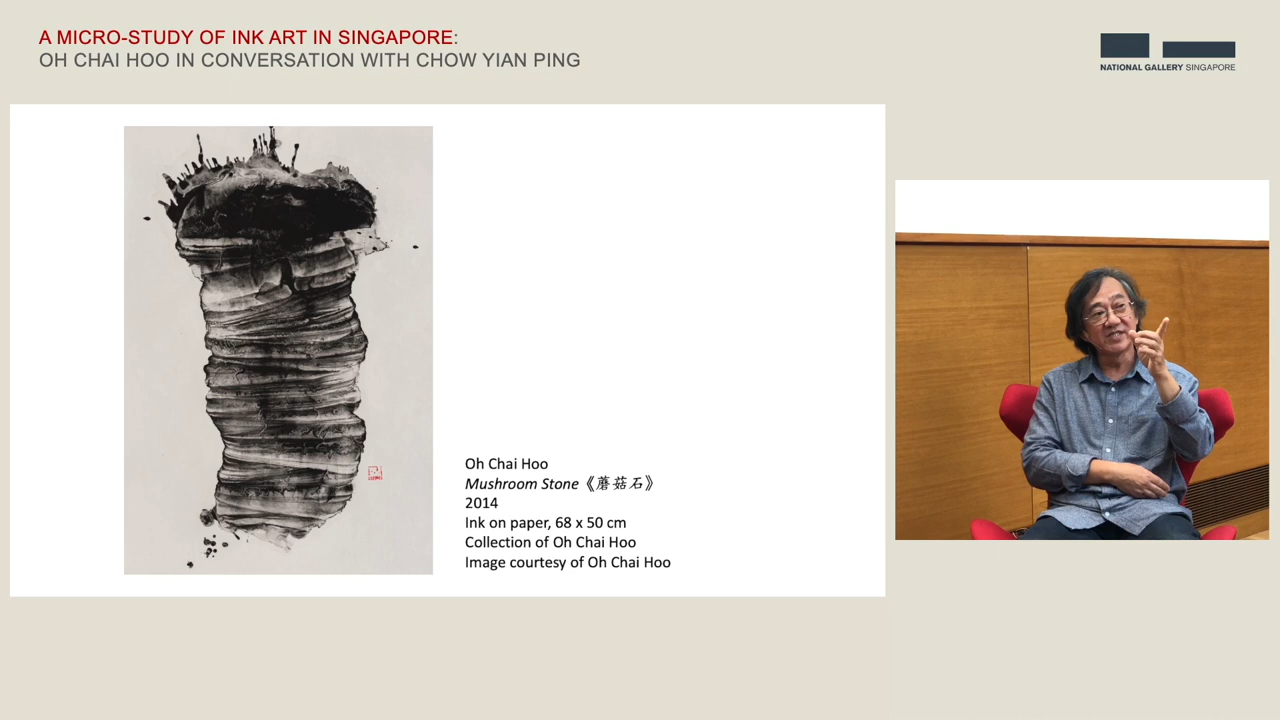 A MICRO-STUDY OF INK ART IN SINGAPORE:
OH CHAI HOO IN CONVERSATION WITH CHOW YIAN PING
NATIONAL GALLERY SINGAPORE
Oh Chai Hoo
Mushroom Stone《蘑菇石》
2014
Ink on paper, 68 x 50 cm
Collection of Oh Chai Hoo
Image courtesy of Oh Chai Hoo